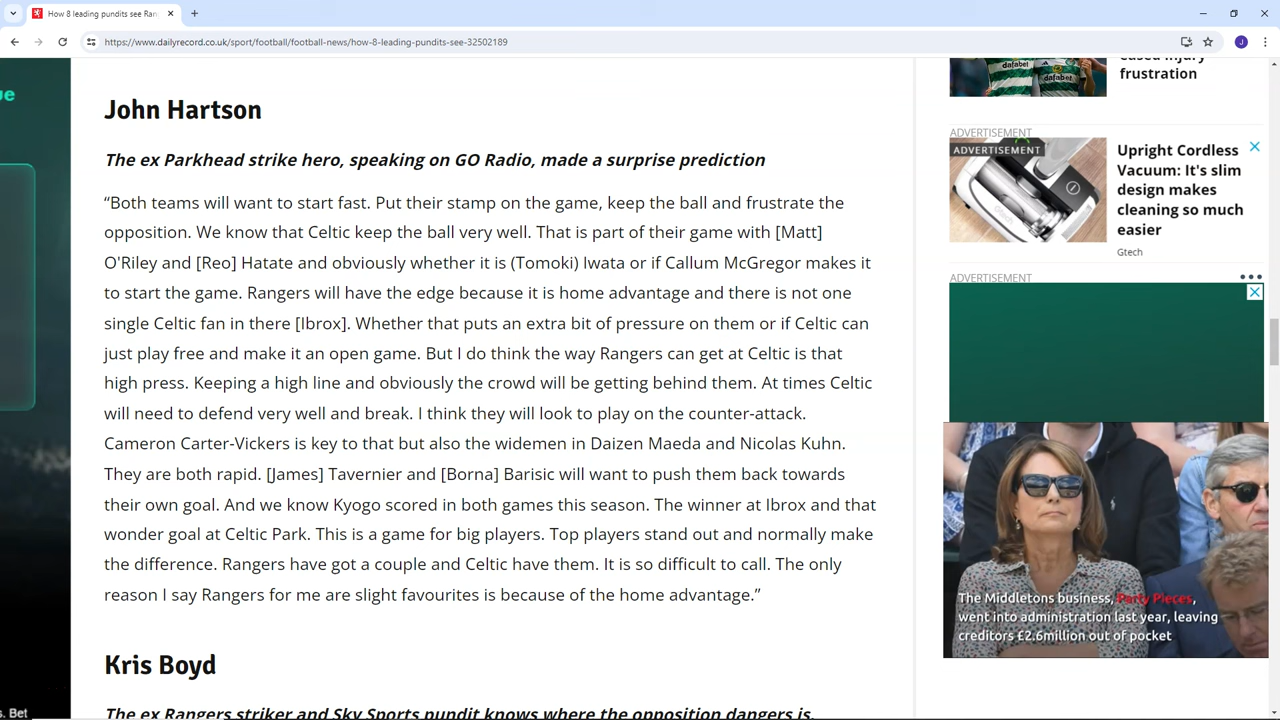 How 8 leading pundits see Ran
https://www.dailyrecord.co.uk/sport/football/football-news/how-8-leading-pundits-see-32502189
J
ue
s. Bet
John Hartson
The ex Parkhead strike hero, speaking on GO Radio, made a surprise prediction
“Both teams will want to start fast. Put their stamp on the game, keep the ball and frustrate the
opposition. We know that Celtic keep the ball very well. That is part of their game with [Matt]
O'Riley and [Reo] Hatate and obviously whether it is (Tomoki) Iwata or if Callum McGregor makes it
to start the game. Rangers will have the edge because it is home advantage and there is not one
single Celtic fan in there [Ibrox]. Whether that puts an extra bit of pressure on them or if Celtic can
just play free and make it an open game. But I do think the way Rangers can get at Celtic is that
high press. Keeping a high line and obviously the crowd will be getting behind them. At times Celtic
will need to defend very well and break. I think they will look to play on the counter-attack.
Cameron Carter-Vickers is key to that but also the widemen in Daizen Maeda and Nicolas Kuhn.
They are both rapid. [James] Tavernier and [Borna] Barisic will want to push them back towards
their own goal. And we know Kyogo scored in both games this season. The winner at Ibrox and that
wonder goal at Celtic Park. This is a game for big players. Top players stand out and normally make
the difference. Rangers have got a couple and Celtic have them. It is so difficult to call. The only
reason I say Rangers for me are slight favourites is because of the home advantage.”
Kris Boyd
The ex Rangers striker and Sky Sports pundit knows where the opposition dangers is.
dafabet
dafabet
frustration
ADVERTISEMENT
ADVERTISEMENT
Upright Cordless
Vacuum: It's slim
design makes
cleaning so much
easier
Gtech
ADVERTISEMENT
The Middletons business, Party Pieces,
went into administration last year, leaving
creditors £2.6million out of pocket